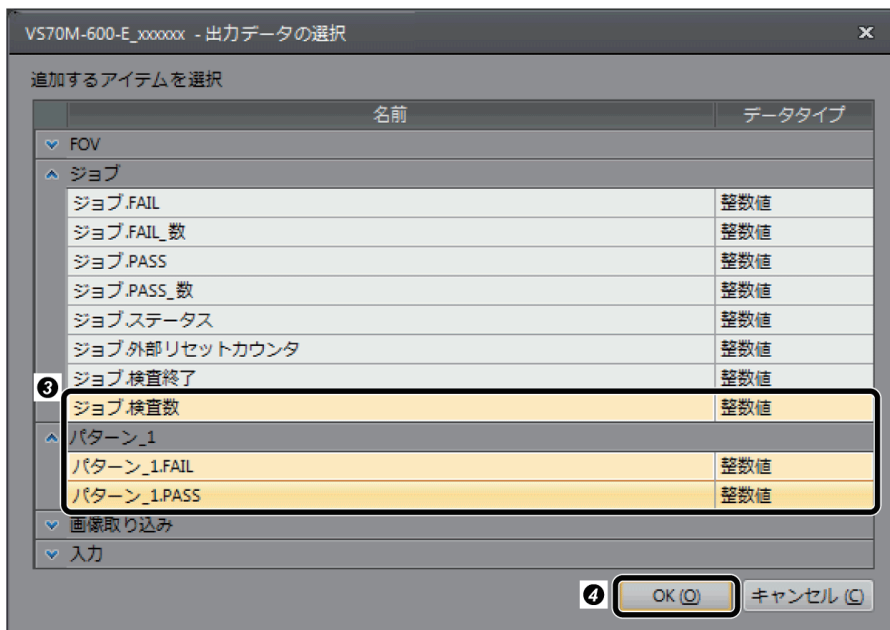 VS70M-600-E_xxxxxx - 出力データの選択 x
追加するアイテムを選択
名前 データタイプ
FOV
ジョブ
ジョブ.FAIL 整数値
ジョブ.FAIL_数 整数値
ジョブ.PASS 整数値
ジョブ.PASS_数 整数値
ジョブ.ステータス 整数値
ジョブ.外部リセットカウンタ 整数値
ジョブ.検査終了 整数値
❸
ジョブ.検査数 整数値
パターン_1
パターン_1.FAIL 整数値
パターン_1.PASS 整数値
画像取り込み
入力
❹ OK (O) キャンセル (C)